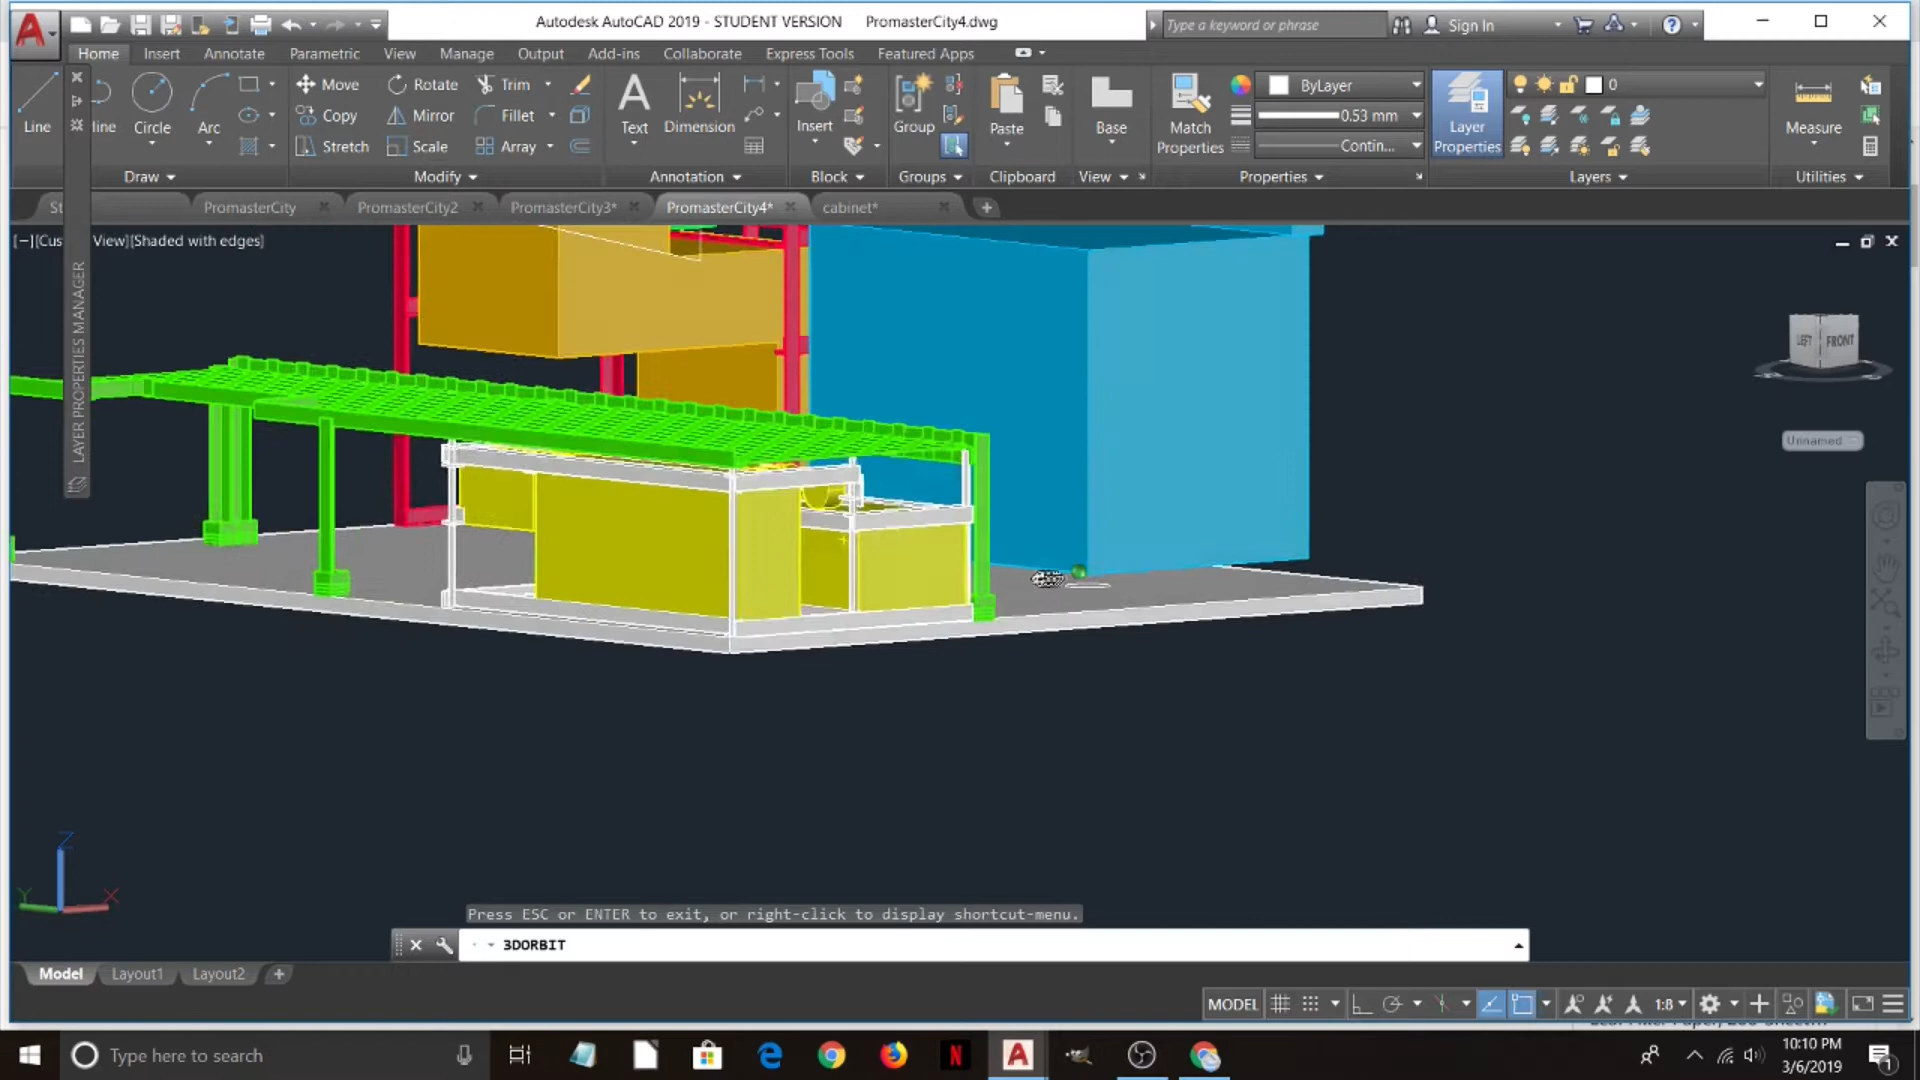 Autodesk AutoCAD 2019 - STUDENT VERSION PromasterCity4.dwg
Type a keyword or phrase
Sign In
Home Insert Annotate Parametric View Manage Output Add-ins Collaborate Express Tools Featured Apps
Line
line
Circle
Arc
Move
Copy
Stretch
Rotate
Mirror
Scale
Trim
Fillet
Array
Text
Dimension
Insert
Group
Paste
Base
Match
Properties
ByLayer
0.53 mm
Contin...
Layer
Properties
0
Measure
Draw Modify Annotation Block Groups Clipboard View Properties Layers Utilities
St PromasterCity PromasterCity2 PromasterCity3* PromasterCity4* cabinet*
[−][Cus View][Shaded with edges]
LAYER PROPERTIES MANAGER
LEFT FRONT
Unnamed
Z
Y
X
Press ESC or ENTER to exit, or right-click to display shortcut-menu.
3DORBIT
Model Layout1 Layout2
MODEL
1:8
Type here to search
N
10:10 PM
3/6/2019
1